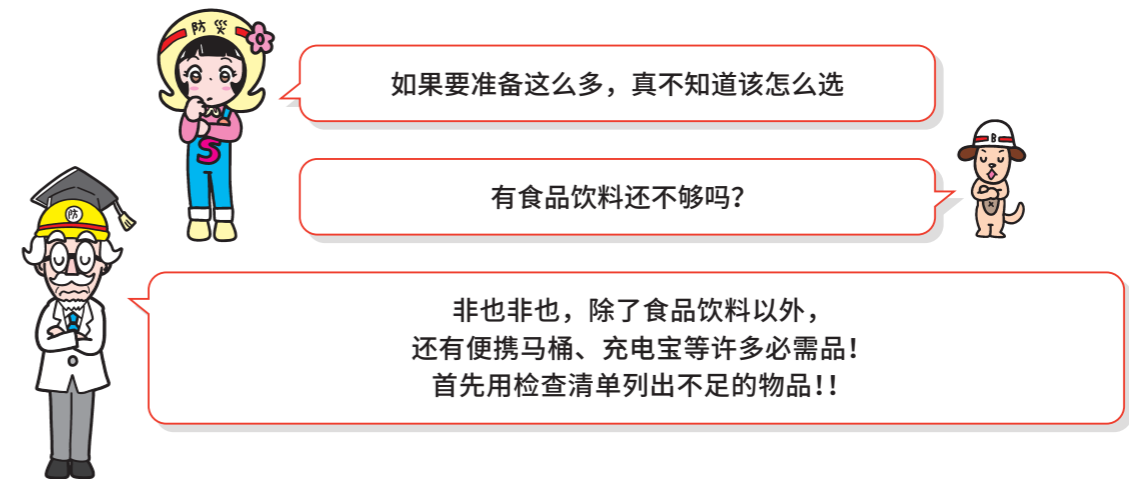 防災
如果要准备这么多，真不知道该怎么选
B
有食品饮料还不够吗？
S
防
非也非也，除了食品饮料以外，
还有便携马桶、充电宝等许多必需品！
首先用检查清单列出不足的物品！！